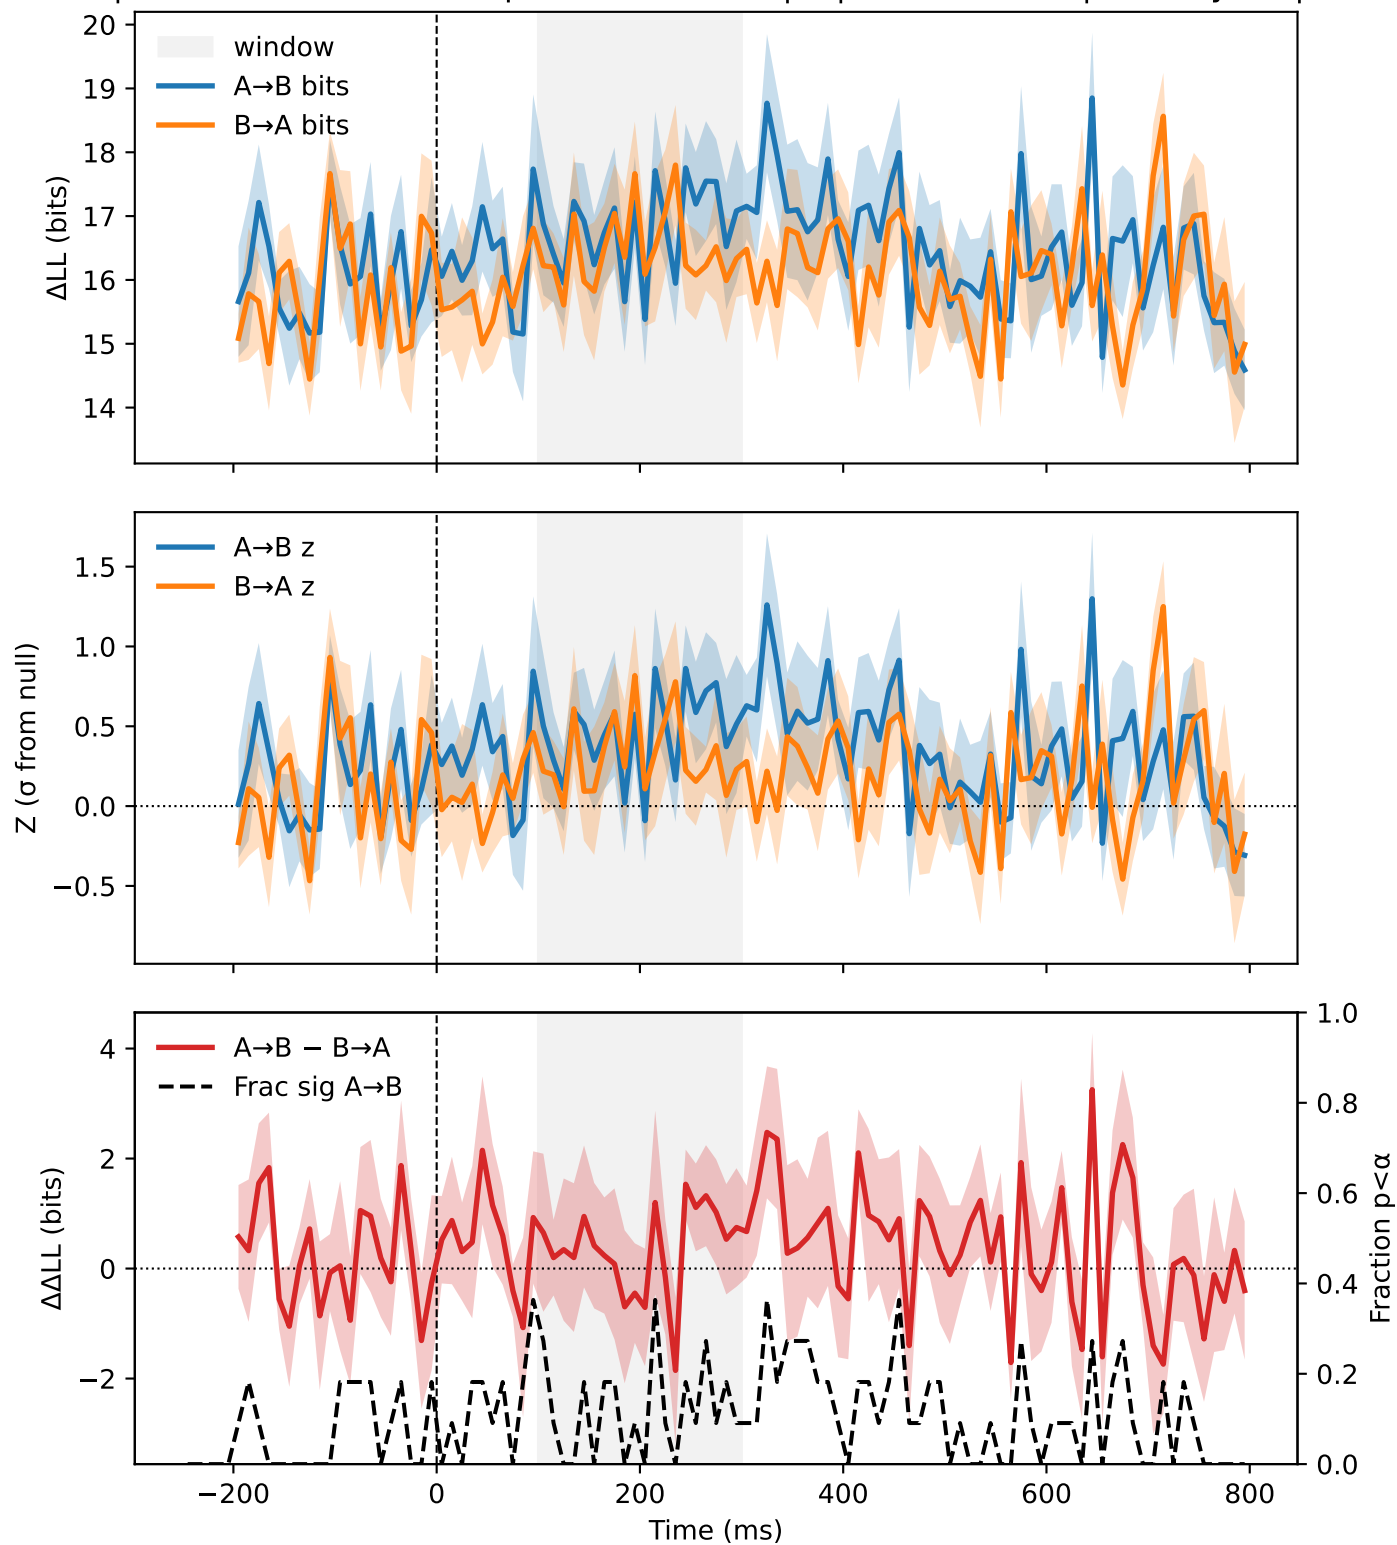 20
19
18
17
16
15
14
ΔLL (bits)
window
A→B bits
B→A bits
1.5
1.0
0.5
0.0
−0.5
Z (σ from null)
A→B z
B→A z
4
2
0
−2
ΔΔLL (bits)
A→B − B→A
Frac sig A→B
1.0
0.8
0.6
0.4
0.2
0.0
Fraction p<α
−200
0
200
400
600
800
Time (ms)